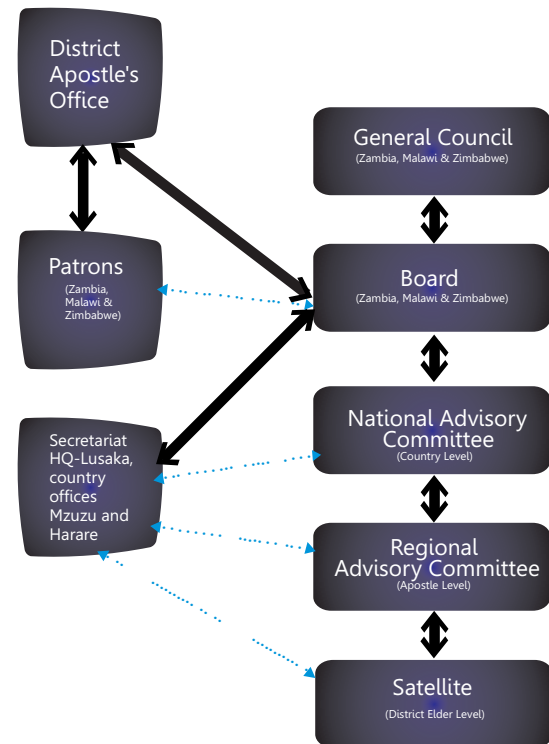 District
Apostle's
Office
General Council
(Zambia, Malawi & Zimbabwe)
Patrons
(Zambia,
Malawi &
Zimbabwe)
Board
(Zambia, Malawi & Zimbabwe)
National Advisory
Committee
(Country Level)
Secretariat
HQ-Lusaka,
country
offices
Mzuzu and
Harare
Regional
Advisory Committee
(Apostle Level)
Satellite
(District Elder Level)